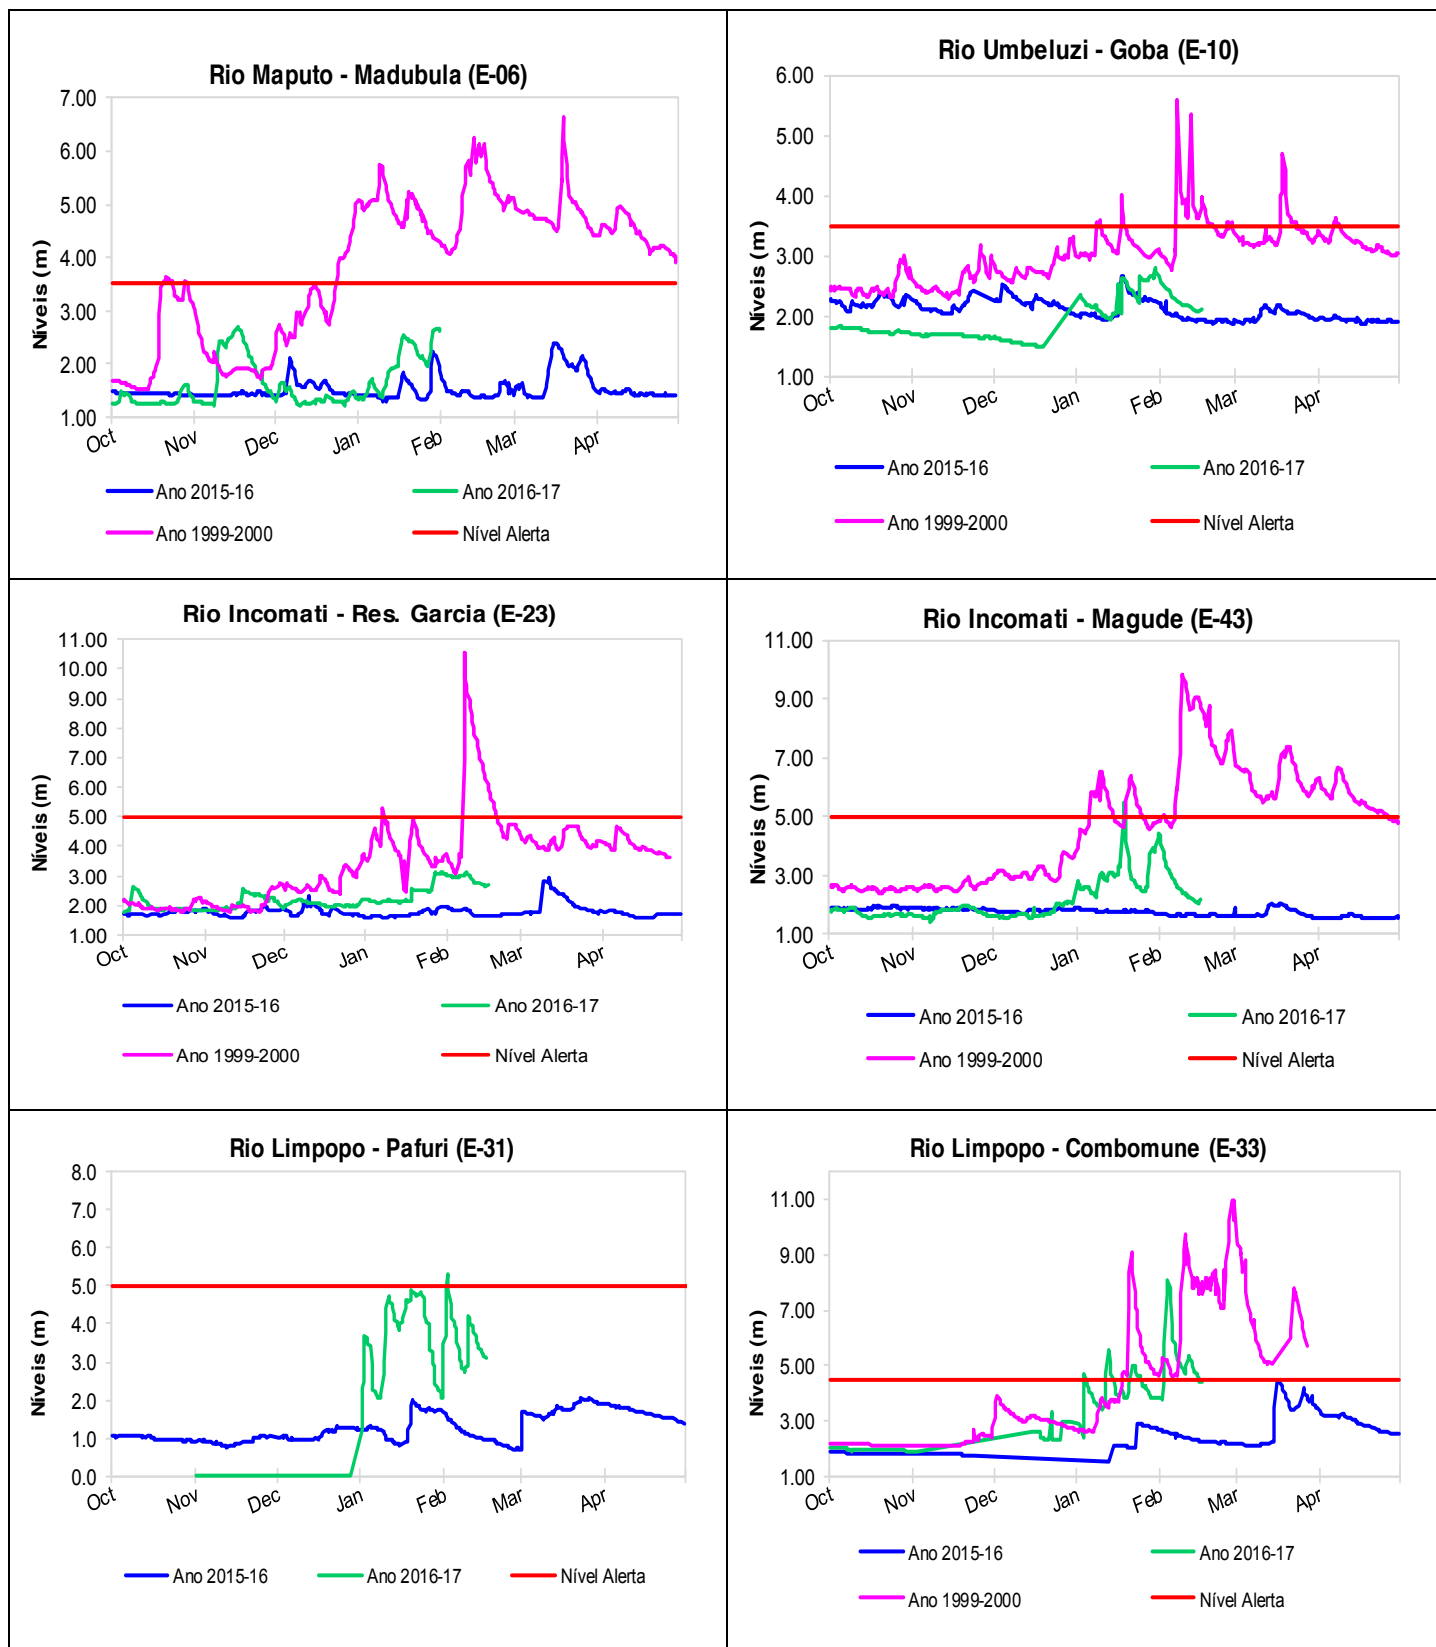 Rio Maputo - Madubula (E-06)
Níveis (m)
7.00
6.00
5.00
4.00
3.00
2.00
1.00
Oct Nov Dec Jan Feb Mar Apr
Ano 2015-16 Ano 2016-17
Ano 1999-2000 Nível Alerta
Rio Umbeluzi - Goba (E-10)
Níveis (m)
6.00
5.00
4.00
3.00
2.00
1.00
Oct Nov Dec Jan Feb Mar Apr
Ano 2015-16 Ano 2016-17
Ano 1999-2000 Nível Alerta
Rio Incomati - Res. Garcia (E-23)
Níveis (m)
11.00
10.00
9.00
8.00
7.00
6.00
5.00
4.00
3.00
2.00
1.00
Oct Nov Dec Jan Feb Mar Apr
Ano 2015-16 Ano 2016-17
Ano 1999-2000 Nível Alerta
Rio Incomati - Magude (E-43)
Níveis (m)
11.00
9.00
7.00
5.00
3.00
1.00
Oct Nov Dec Jan Feb Mar Apr
Ano 2015-16 Ano 2016-17
Ano 1999-2000 Nível Alerta
Rio Limpopo - Pafuri (E-31)
Níveis (m)
8.0
7.0
6.0
5.0
4.0
3.0
2.0
1.0
0.0
Oct Nov Dec Jan Feb Mar Apr
Ano 2015-16 Ano 2016-17 Nível Alerta
Rio Limpopo - Combomune (E-33)
Níveis (m)
11.00
9.00
7.00
5.00
3.00
1.00
Oct Nov Dec Jan Feb Mar Apr
Ano 2015-16 Ano 2016-17
Ano 1999-2000 Nível Alerta